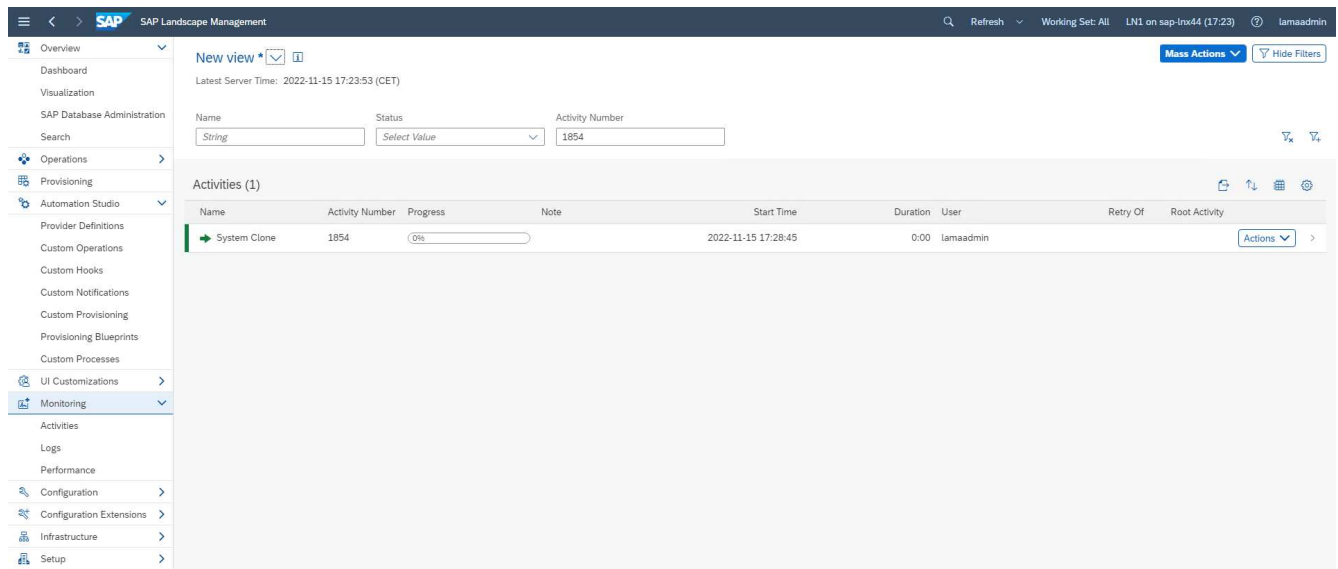 SAP SAP Landscape Management Refresh Working Set: All LN1 on sap-lnx44 (17:23) lamaadmin
Overview
Dashboard
Visualization
SAP Database Administration
Search
Operations
Provisioning
Automation Studio
Provider Definitions
Custom Operations
Custom Hooks
Custom Notifications
Custom Provisioning
Provisioning Blueprints
Custom Processes
UI Customizations
Monitoring
Activities
Logs
Performance
Configuration
Configuration Extensions
Infrastructure
Setup
New view *
Mass Actions Hide Filters
Latest Server Time: 2022-11-15 17:23:53 (CET)
Name Status Activity Number
String Select Value 1854
Activities (1)
Name Activity Number Progress Note Start Time Duration User Retry Of Root Activity
System Clone 1854 0% 2022-11-15 17:28:45 0:00 lamaadmin Actions